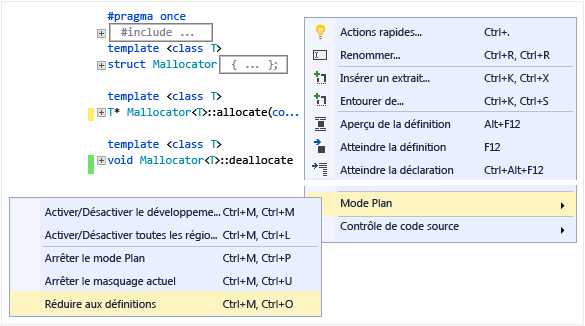 #pragma once
#include ...
template <class T>
struct Mallocator { ... };
template <class T>
T* Mallocator<T>::allocate(co...
template <class T>
void Mallocator<T>::deallocate
Actions rapides... Ctrl+.
Renommer... Ctrl+R, Ctrl+R
Insérer un extrait... Ctrl+K, Ctrl+X
Entourer de... Ctrl+K, Ctrl+S
Aperçu de la définition Alt+F12
Atteindre la définition F12
Atteindre la déclaration Ctrl+Alt+F12
Mode Plan
Contrôle de code source
Activer/Désactiver le développeme... Ctrl+M, Ctrl+M
Activer/Désactiver toutes les régio... Ctrl+M, Ctrl+L
Arrêter le mode Plan Ctrl+M, Ctrl+P
Arrêter le masquage actuel Ctrl+M, Ctrl+U
Réduire aux définitions Ctrl+M, Ctrl+O